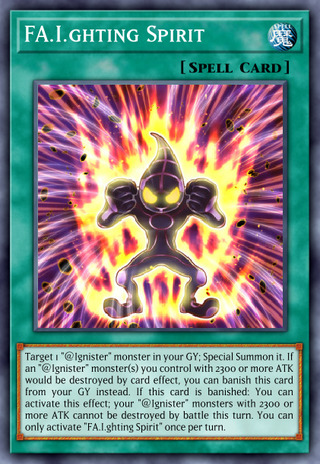 FA.I.ghting Spirit
魔
[Spell Card]
Target 1 "@Ignister" monster in your GY; Special Summon it. If
an "@Ignister" monster(s) you control with 2300 or more ATK
would be destroyed by card effect, you can banish this card
from your GY instead. If this card is banished: You can
activate this effect; your "@Ignister" monsters with 2300 or
more ATK cannot be destroyed by battle this turn. You can
only activate "FA.I.ghting Spirit" once per turn.